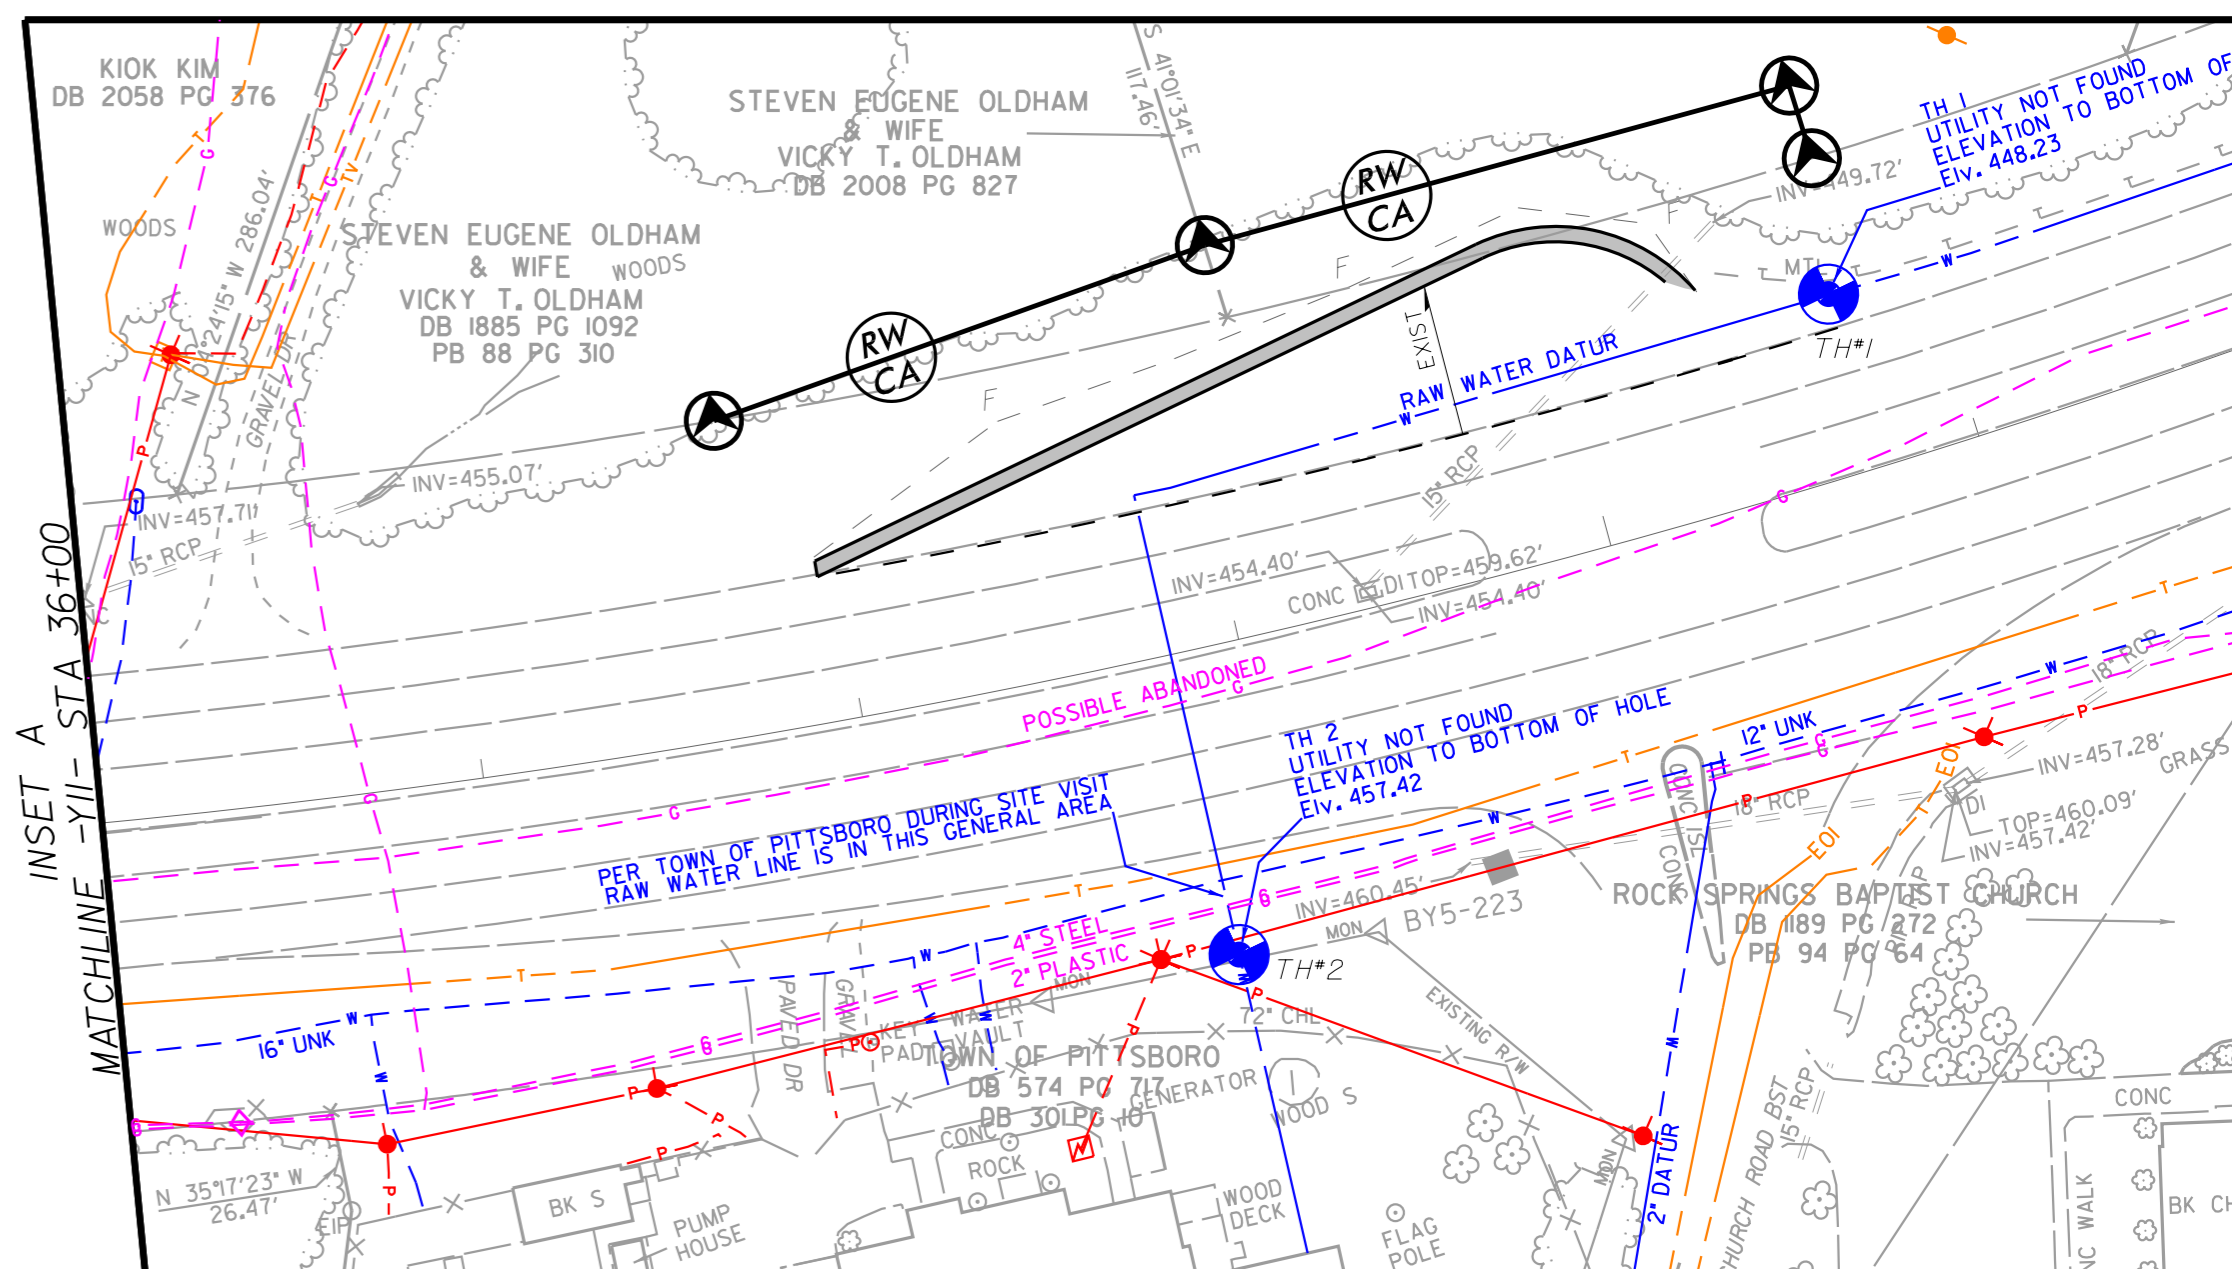 KIOK KIM
DB 2058 PG 376
WOODS
N 04°24'15" W 286.04'
GRAVEL DR
STEVEN EUGENE OLDHAM
& WIFE
VICKY T. OLDHAM
DB 2008 PG 827
S 41°01'34" E
117.46'
STEVEN EUGENE OLDHAM
& WIFE
WOODS
VICKY T. OLDHAM
DB 1885 PG 1092
PB 88 PG 310
RW
CA
RW
CA
TH 1
UTILITY NOT FOUND
ELEVATION TO BOTTOM OF
Elv. 448.23
INV=449.72'
MTL
TH#1
F
F
F
EXIST
RAW WATER DATUR
15" RCP
INV=455.07'
INV=457.71'
15" RCP
INV=454.40'
CONC
DI TOP=459.62'
INV=454.40'
INSET A
MATCHLINE -Y11- STA 36+00
POSSIBLE ABANDONED
G
G
G
G
G
G
TV
T
T
T
T
T
T
TH 2
UTILITY NOT FOUND
ELEVATION TO BOTTOM OF HOLE
Elv. 457.42
PER TOWN OF PITTSBORO DURING SITE VISIT
RAW WATER LINE IS IN THIS GENERAL AREA
12" UNK
18" RCP
18" RCP
CONC ISL
CONC
EOI
EOI
INV=457.28'
GRASS
DI
TOP=460.09'
INV=457.42'
RIP RAP
ROCK SPRINGS BAPTIST CHURCH
DB 1189 PG 272
PB 94 PG 64
INV=460.45'
BY5-223
MON
4" STEEL
2" PLASTIC
MON
TH#2
72" CHL
EXISTING R/W
16" UNK
PAVED DR
GRAVEL
KEY PAD
WATER VAULT
TOWN OF PITTSBORO
DB 574 PG 717
DB 301 PG 10
GENERATOR
WOOD S
CONC
ROCK
WOOD
DECK
FLAG
POLE
MON
2" DATUR
CHURCH ROAD BST
15" RCP
CONC
NC WALK
BK CH
N 35°17'23" W
26.47'
EIP
BK S
PUMP
HOUSE
P
P
P
P
P
P
P
P
P
P
P
W
W
W
W
W
W
W
W
W